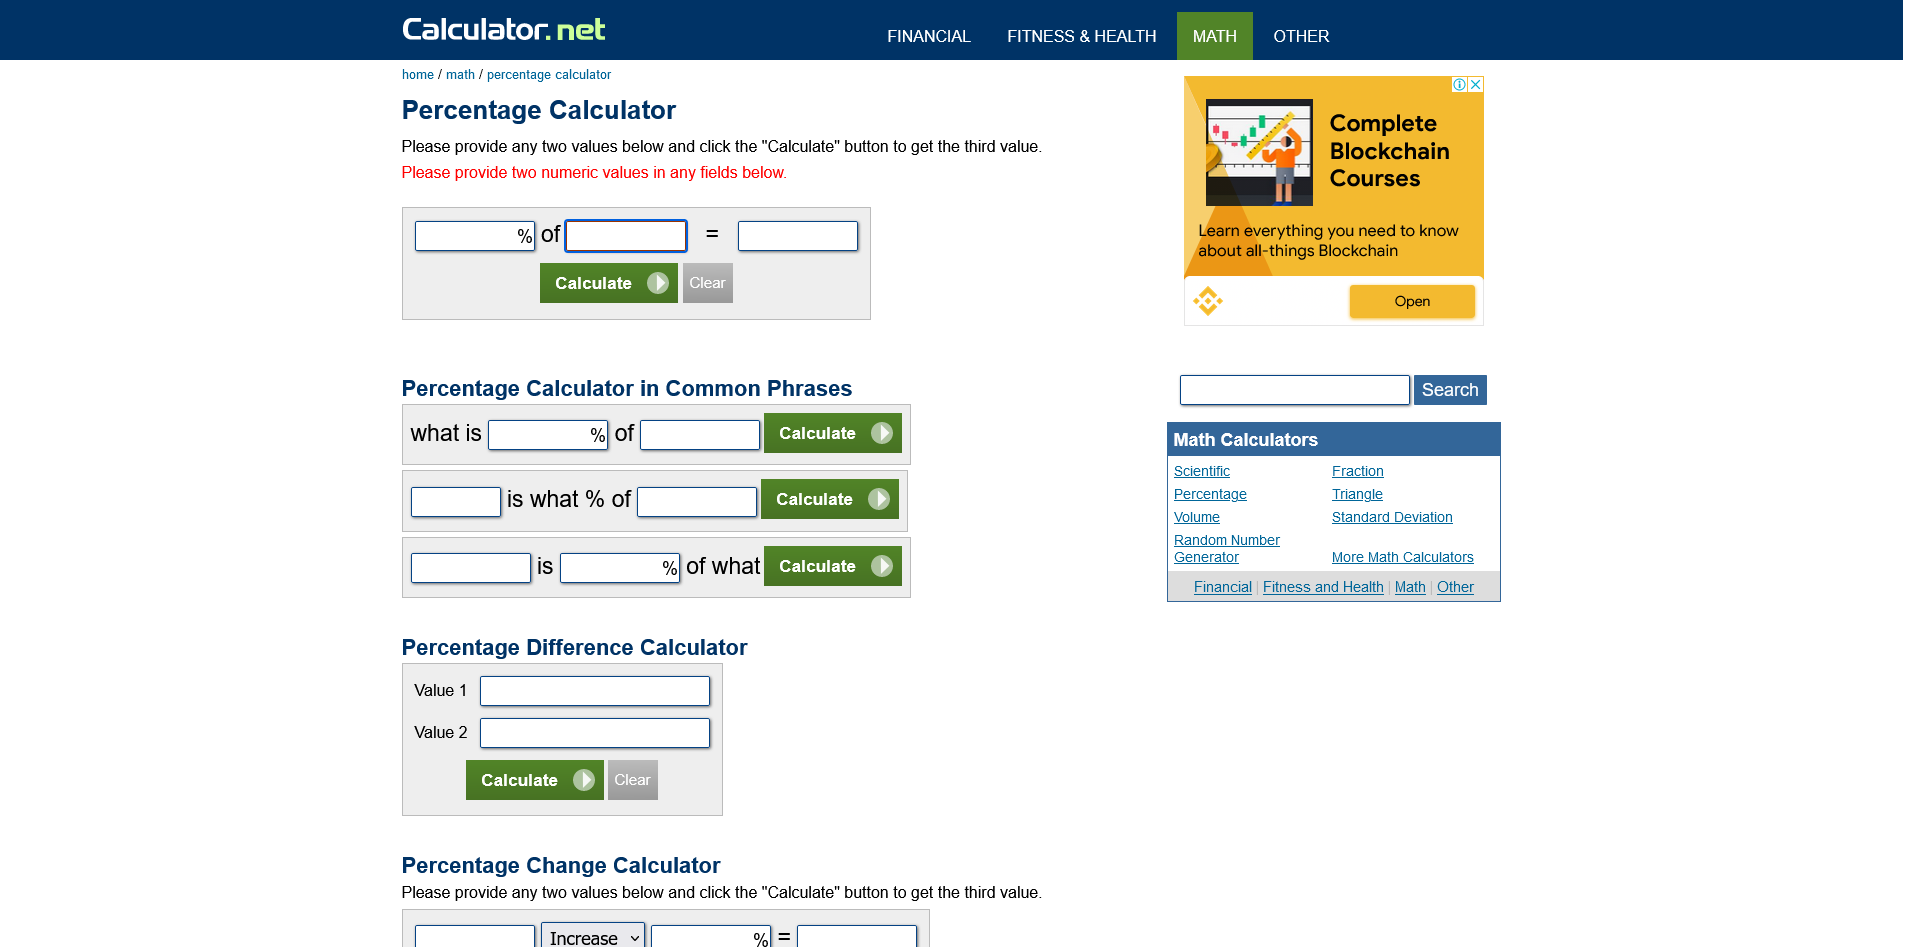 Calculator.net
FINANCIAL FITNESS & HEALTH MATH OTHER
home / math / percentage calculator
Percentage Calculator
Please provide any two values below and click the "Calculate" button to get the third value.
Please provide two numeric values in any fields below.
% of =
Calculate Clear
Percentage Calculator in Common Phrases
what is % of Calculate
is what % of Calculate
is % of what Calculate
Percentage Difference Calculator
Value 1
Value 2
Calculate Clear
Percentage Change Calculator
Please provide any two values below and click the "Calculate" button to get the third value.
Increase % =
Complete
Blockchain
Courses
Learn everything you need to know
about all-things Blockchain
Open
Search
Math Calculators
Scientific Fraction
Percentage Triangle
Volume Standard Deviation
Random Number
Generator More Math Calculators
Financial | Fitness and Health | Math | Other